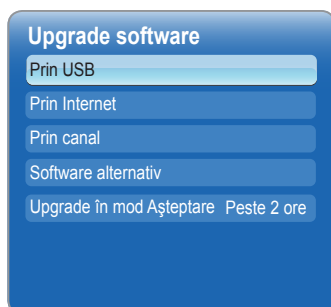 Upgrade software
Prin USB
Prin Internet
Prin canal
Software alternativ
Upgrade în mod Aşteptare Peste 2 ore